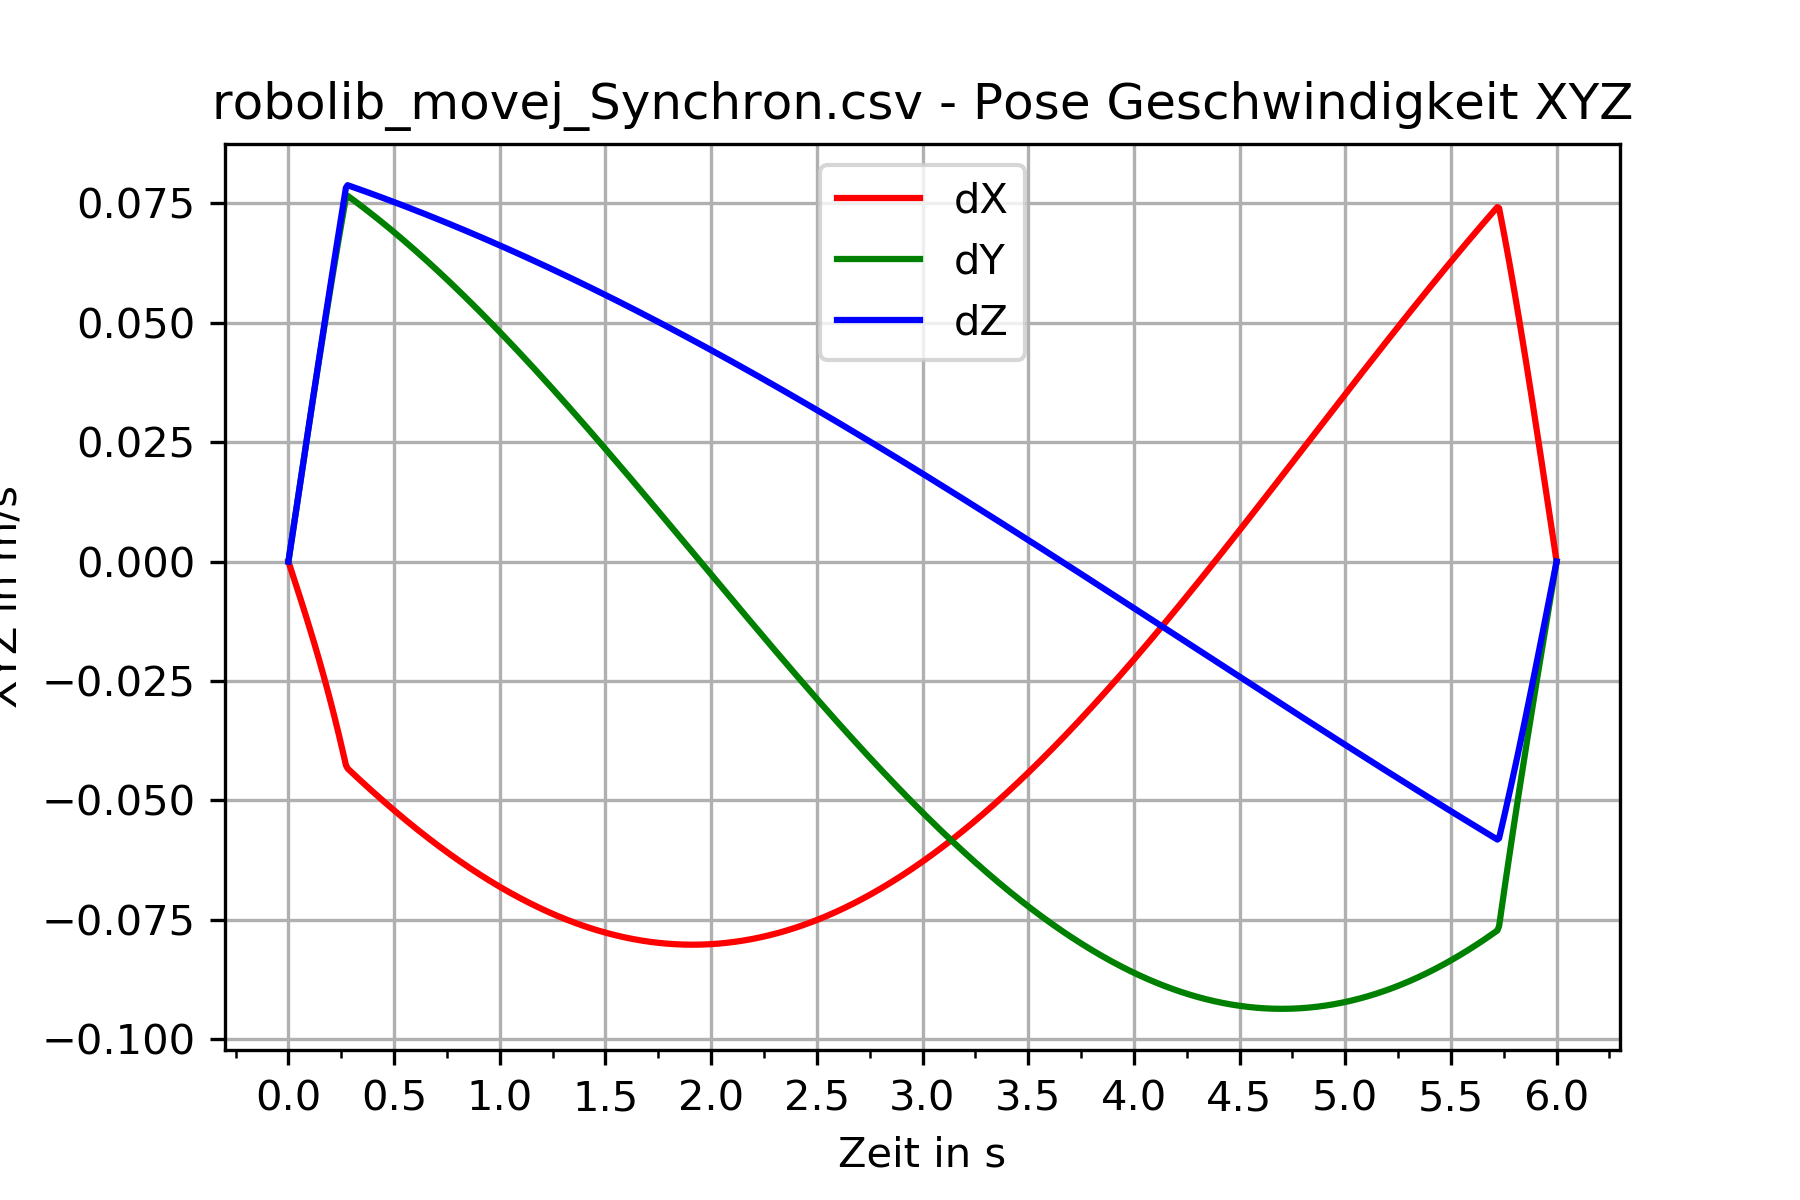 robolib_movej_Synchron.csv - Pose Geschwindigkeit XYZ
dX
dY
dZ
0.075
0.050
0.025
0.000
−0.025
−0.050
−0.075
−0.100
XYZ in m/s
0.0 0.5 1.0 1.5 2.0 2.5 3.0 3.5 4.0 4.5 5.0 5.5 6.0
Zeit in s